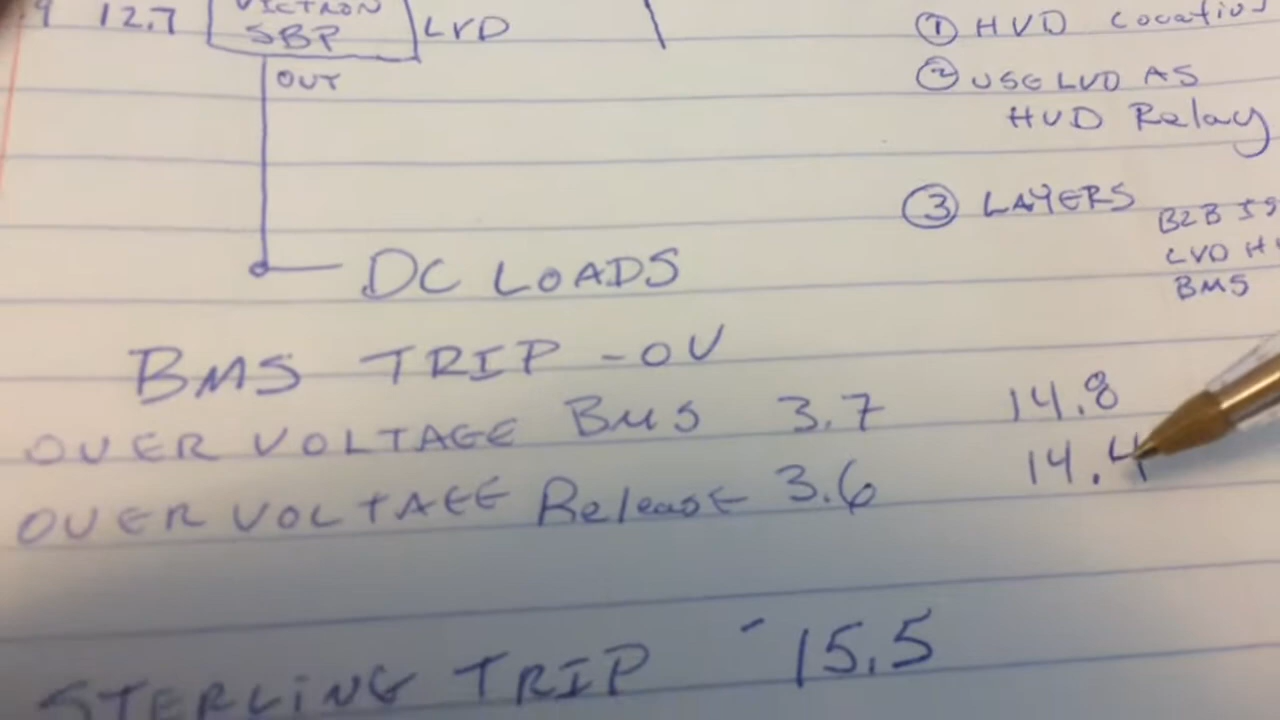 12.7 VICTRON
SBP LVD
OUT
① HVD Location
② USE LVD AS
HVD Relay
③ LAYERS
B2B
LVD
BMS
DC LOADS
BMS TRIP - OV
OVER VOLTAGE BMS 3.7 14.8
OVER VOLTAGE Release 3.6 14.4
STERLING TRIP - 15.5